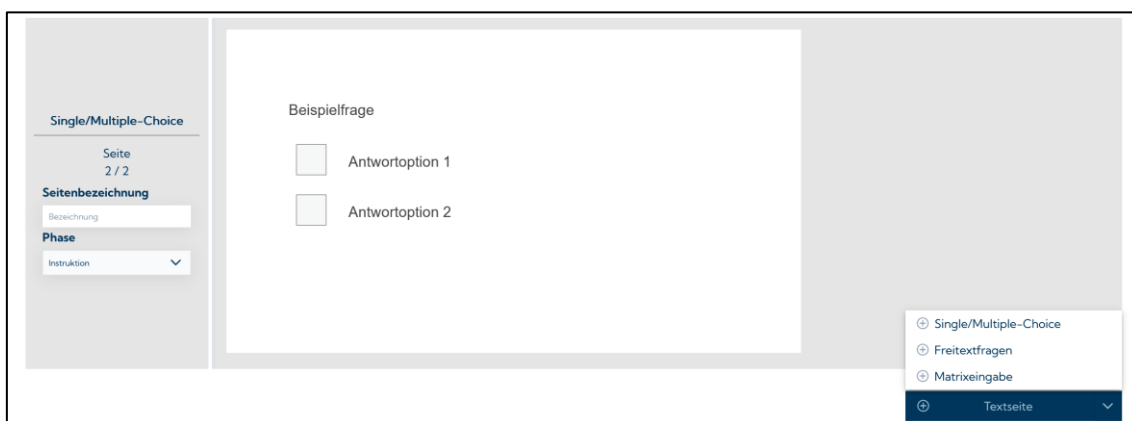 Single/Multiple-Choice
Seite
2 / 2
Seitenbezeichnung
Bezeichnung
Phase
Instruktion
Beispielfrage
Antwortoption 1
Antwortoption 2
Single/Multiple-Choice
Freitextfragen
Matrixeingabe
Textseite